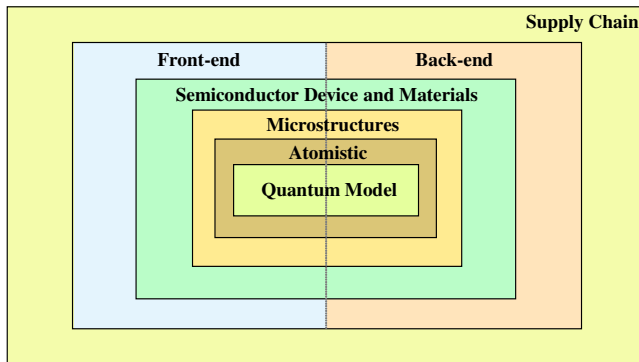 Supply Chain
Front-end
Back-end
Semiconductor Device and Materials
Microstructures
Atomistic
Quantum Model